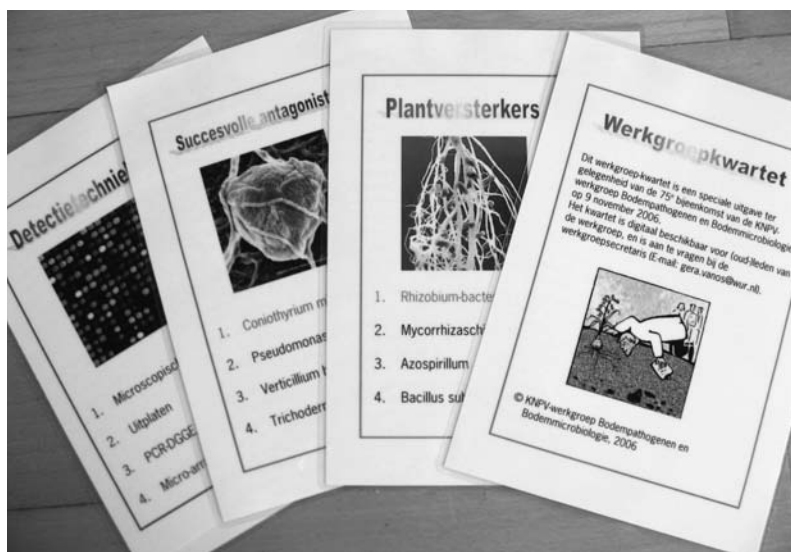 Detectietechniek
1. Microscopisch
2. Uitplaten
3. PCR-DGGE
4. Micro-arr
Succesvolle antagonist
1. Coniothyrium m
2. Pseudomonas
3. Verticillium b
4. Trichoderm
Plantversterkers
1. Rhizobium-bacte
2. Mycorrhizaschi
3. Azospirillum
4. Bacillus sub
Werkgroepkwartet
Dit werkgroep-kwartet is een speciale uitgave ter
gelegenheid van de 75e bijeenkomst van de KNPV-
werkgroep Bodempathogenen en Bodemmicrobiologie
op 9 november 2006.
Het kwartet is digitaal beschikbaar voor (oud-)leden van
de werkgroep, en is aan te vragen bij de
werkgroepsecretaris (E-mail: gera.vanos@wur.nl).
© KNPV-werkgroep Bodempathogenen en
Bodemmicrobiologie, 2006